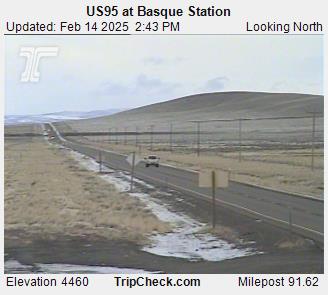 US95 at Basque Station
Updated: Feb 14 2025 2:43 PM Looking North
Elevation 4460 TripCheck.com Milepost 91.62